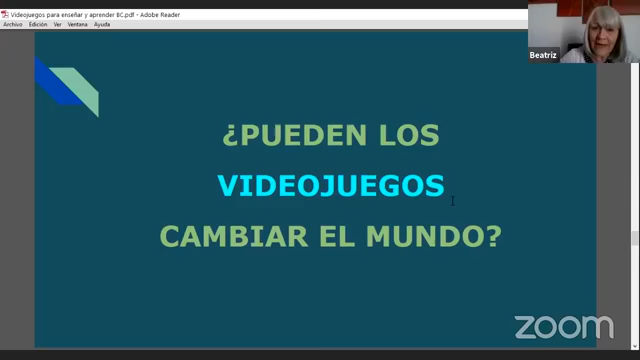 Videojuegos para enseñar y aprender BC.pdf - Adobe Reader
Archivo Edición Ver Ventana Ayuda
Beatriz
¿PUEDEN LOS
VIDEOJUEGOS
CAMBIAR EL MUNDO?
zoom